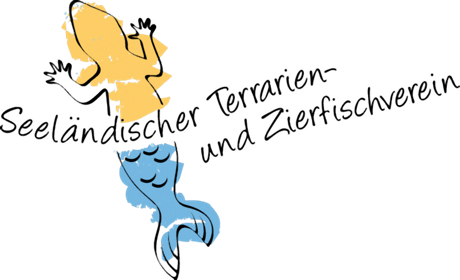 Seeländischer Terrarien-
und Zierfischverein